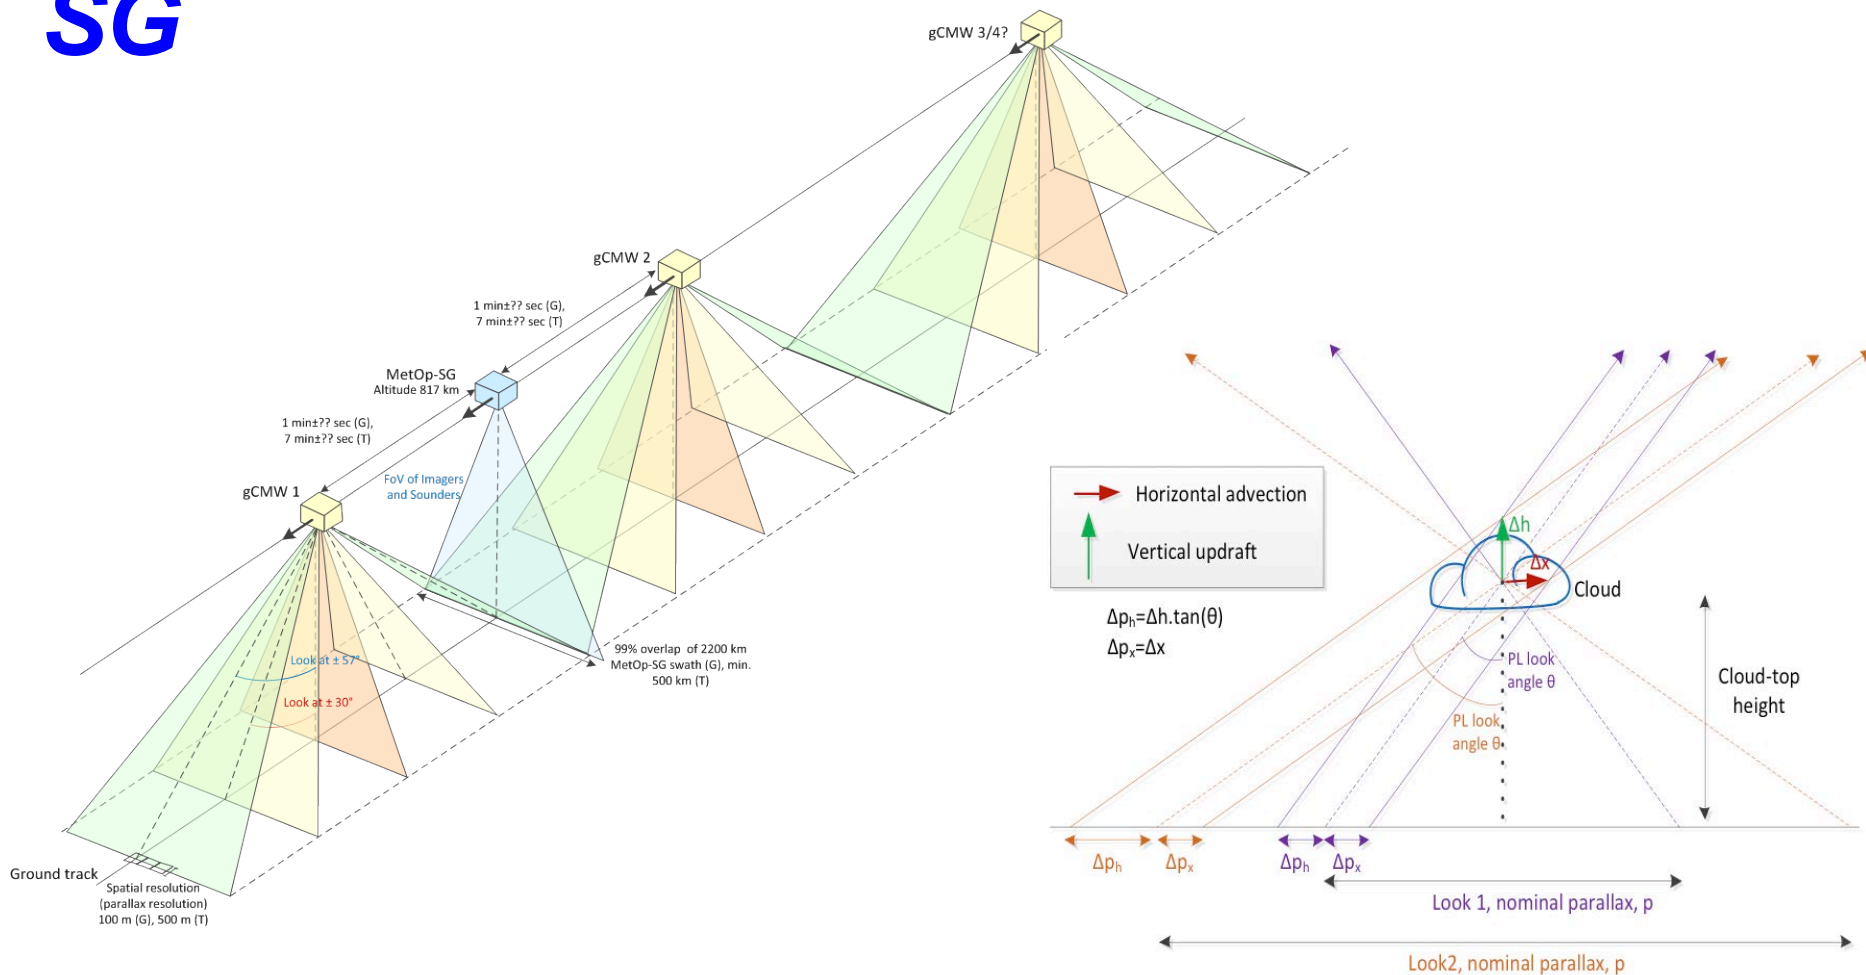 SG
gCMW 3/4?
gCMW 2
1 min±?? sec (G),
7 min±?? sec (T)
MetOp-SG
Altitude 817 km
1 min±?? sec (G),
7 min±?? sec (T)
FoV of Imagers
and Sounders
gCMW 1
Look at ± 57°
Look at ± 30°
99% overlap of 2200 km
MetOp-SG swath (G), min.
500 km (T)
Ground track
Spatial resolution
(parallax resolution)
100 m (G), 500 m (T)
Horizontal advection
Vertical updraft
Δpₕ=Δh.tan(θ)
Δpₓ=Δx
Δh
Δx
Cloud
PL look
angle θ
PL look
angle θ
Cloud-top
height
Δpₕ
Δpₓ
Δpₕ
Δpₓ
Look 1, nominal parallax, p
Look2, nominal parallax, p